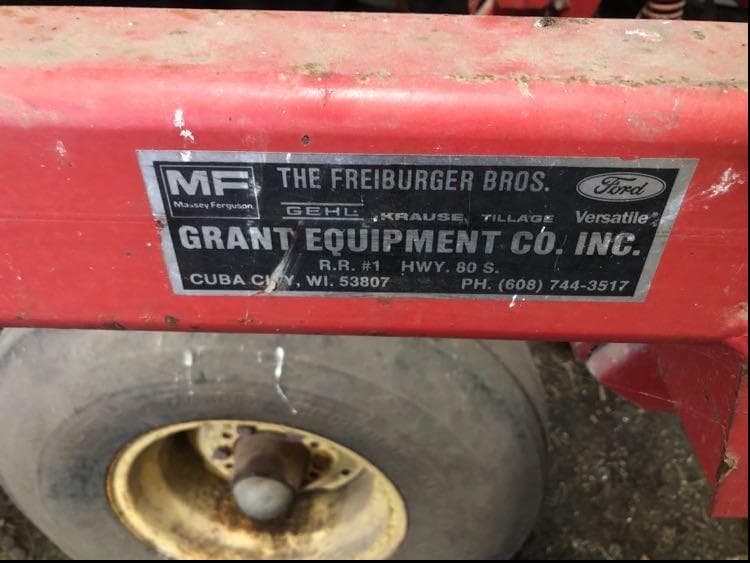 MF THE FREIBURGER BROS. Ford
Massey Ferguson GEHL KRAUSE TILLAGE Versatile
GRANT EQUIPMENT CO. INC.
R.R. #1 HWY. 80 S.
CUBA CITY, WI. 53807 PH. (608) 744-3517